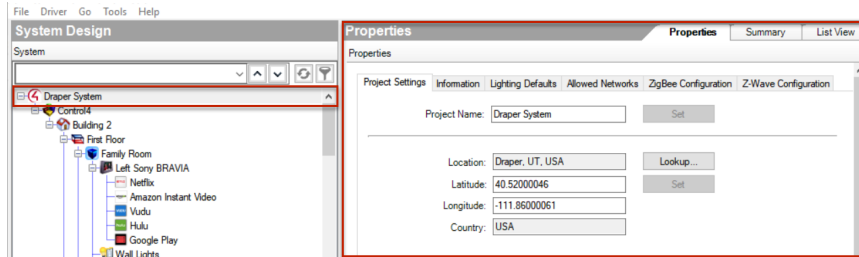 File Driver Go Tools Help
System Design
System
Draper System
Control4
Building 2
First Floor
Family Room
Left Sony BRAVIA
Netflix
Amazon Instant Video
Vudu
Hulu
Google Play
Wall Lights
Properties
Properties Summary List View
Properties
Project Settings Information Lighting Defaults Allowed Networks ZigBee Configuration Z-Wave Configuration
Project Name: Draper System Set
Location: Draper, UT, USA Lookup...
Latitude: 40.52000046 Set
Longitude: -111.86000061
Country: USA